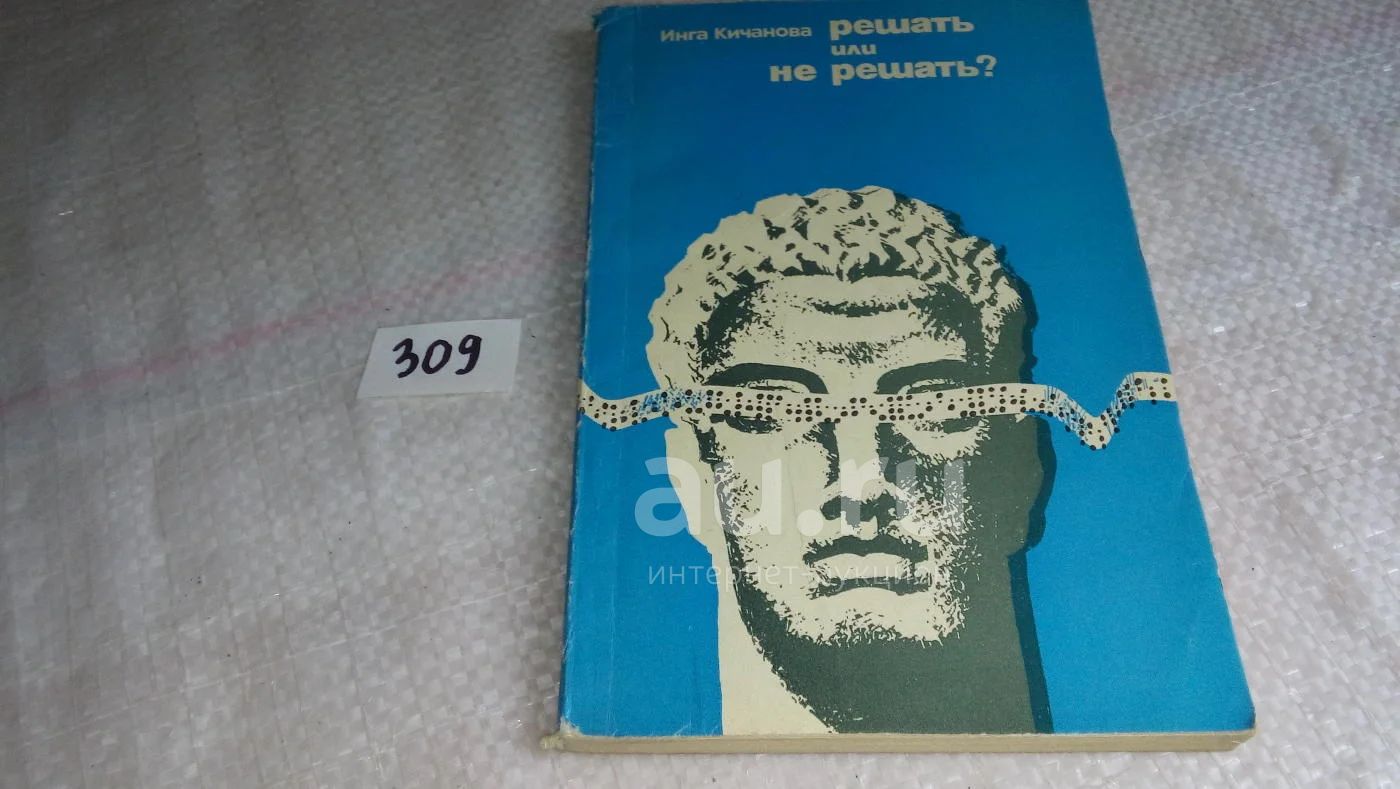 Инга Кичанова решать
или
не решать?
309
au.ru
интернет-аукцион